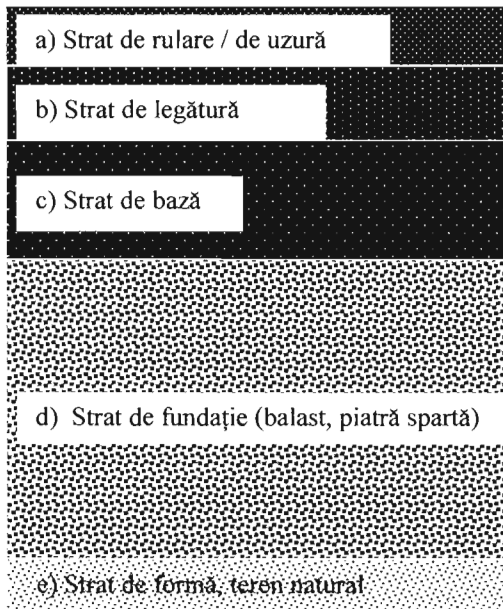 a) Strat de rulare / de uzură
b) Strat de legătură
c) Strat de bază
d) Strat de fundație (balast, piatră spartă)
e) Strat de formă, teren natural